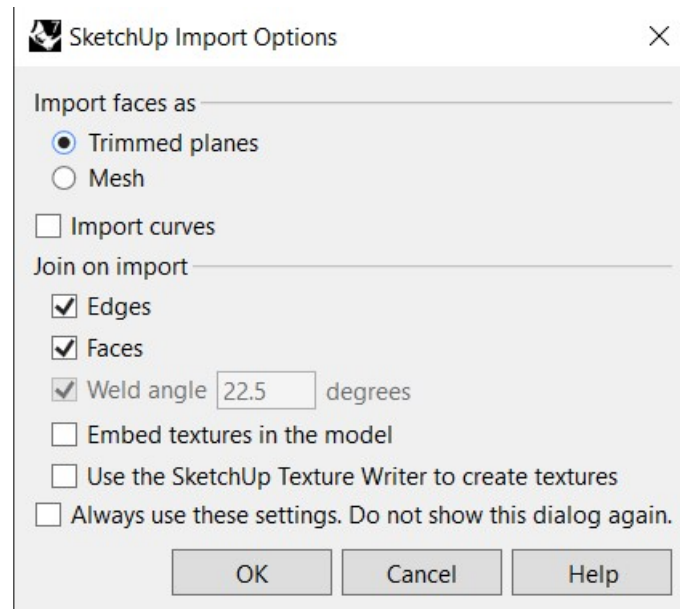 7
SketchUp Import Options
Import faces as
Trimmed planes
Mesh
Import curves
Join on import
Edges
Faces
Weld angle 22.5 degrees
Embed textures in the model
Use the SketchUp Texture Writer to create textures
Always use these settings. Do not show this dialog again.
OK Cancel Help